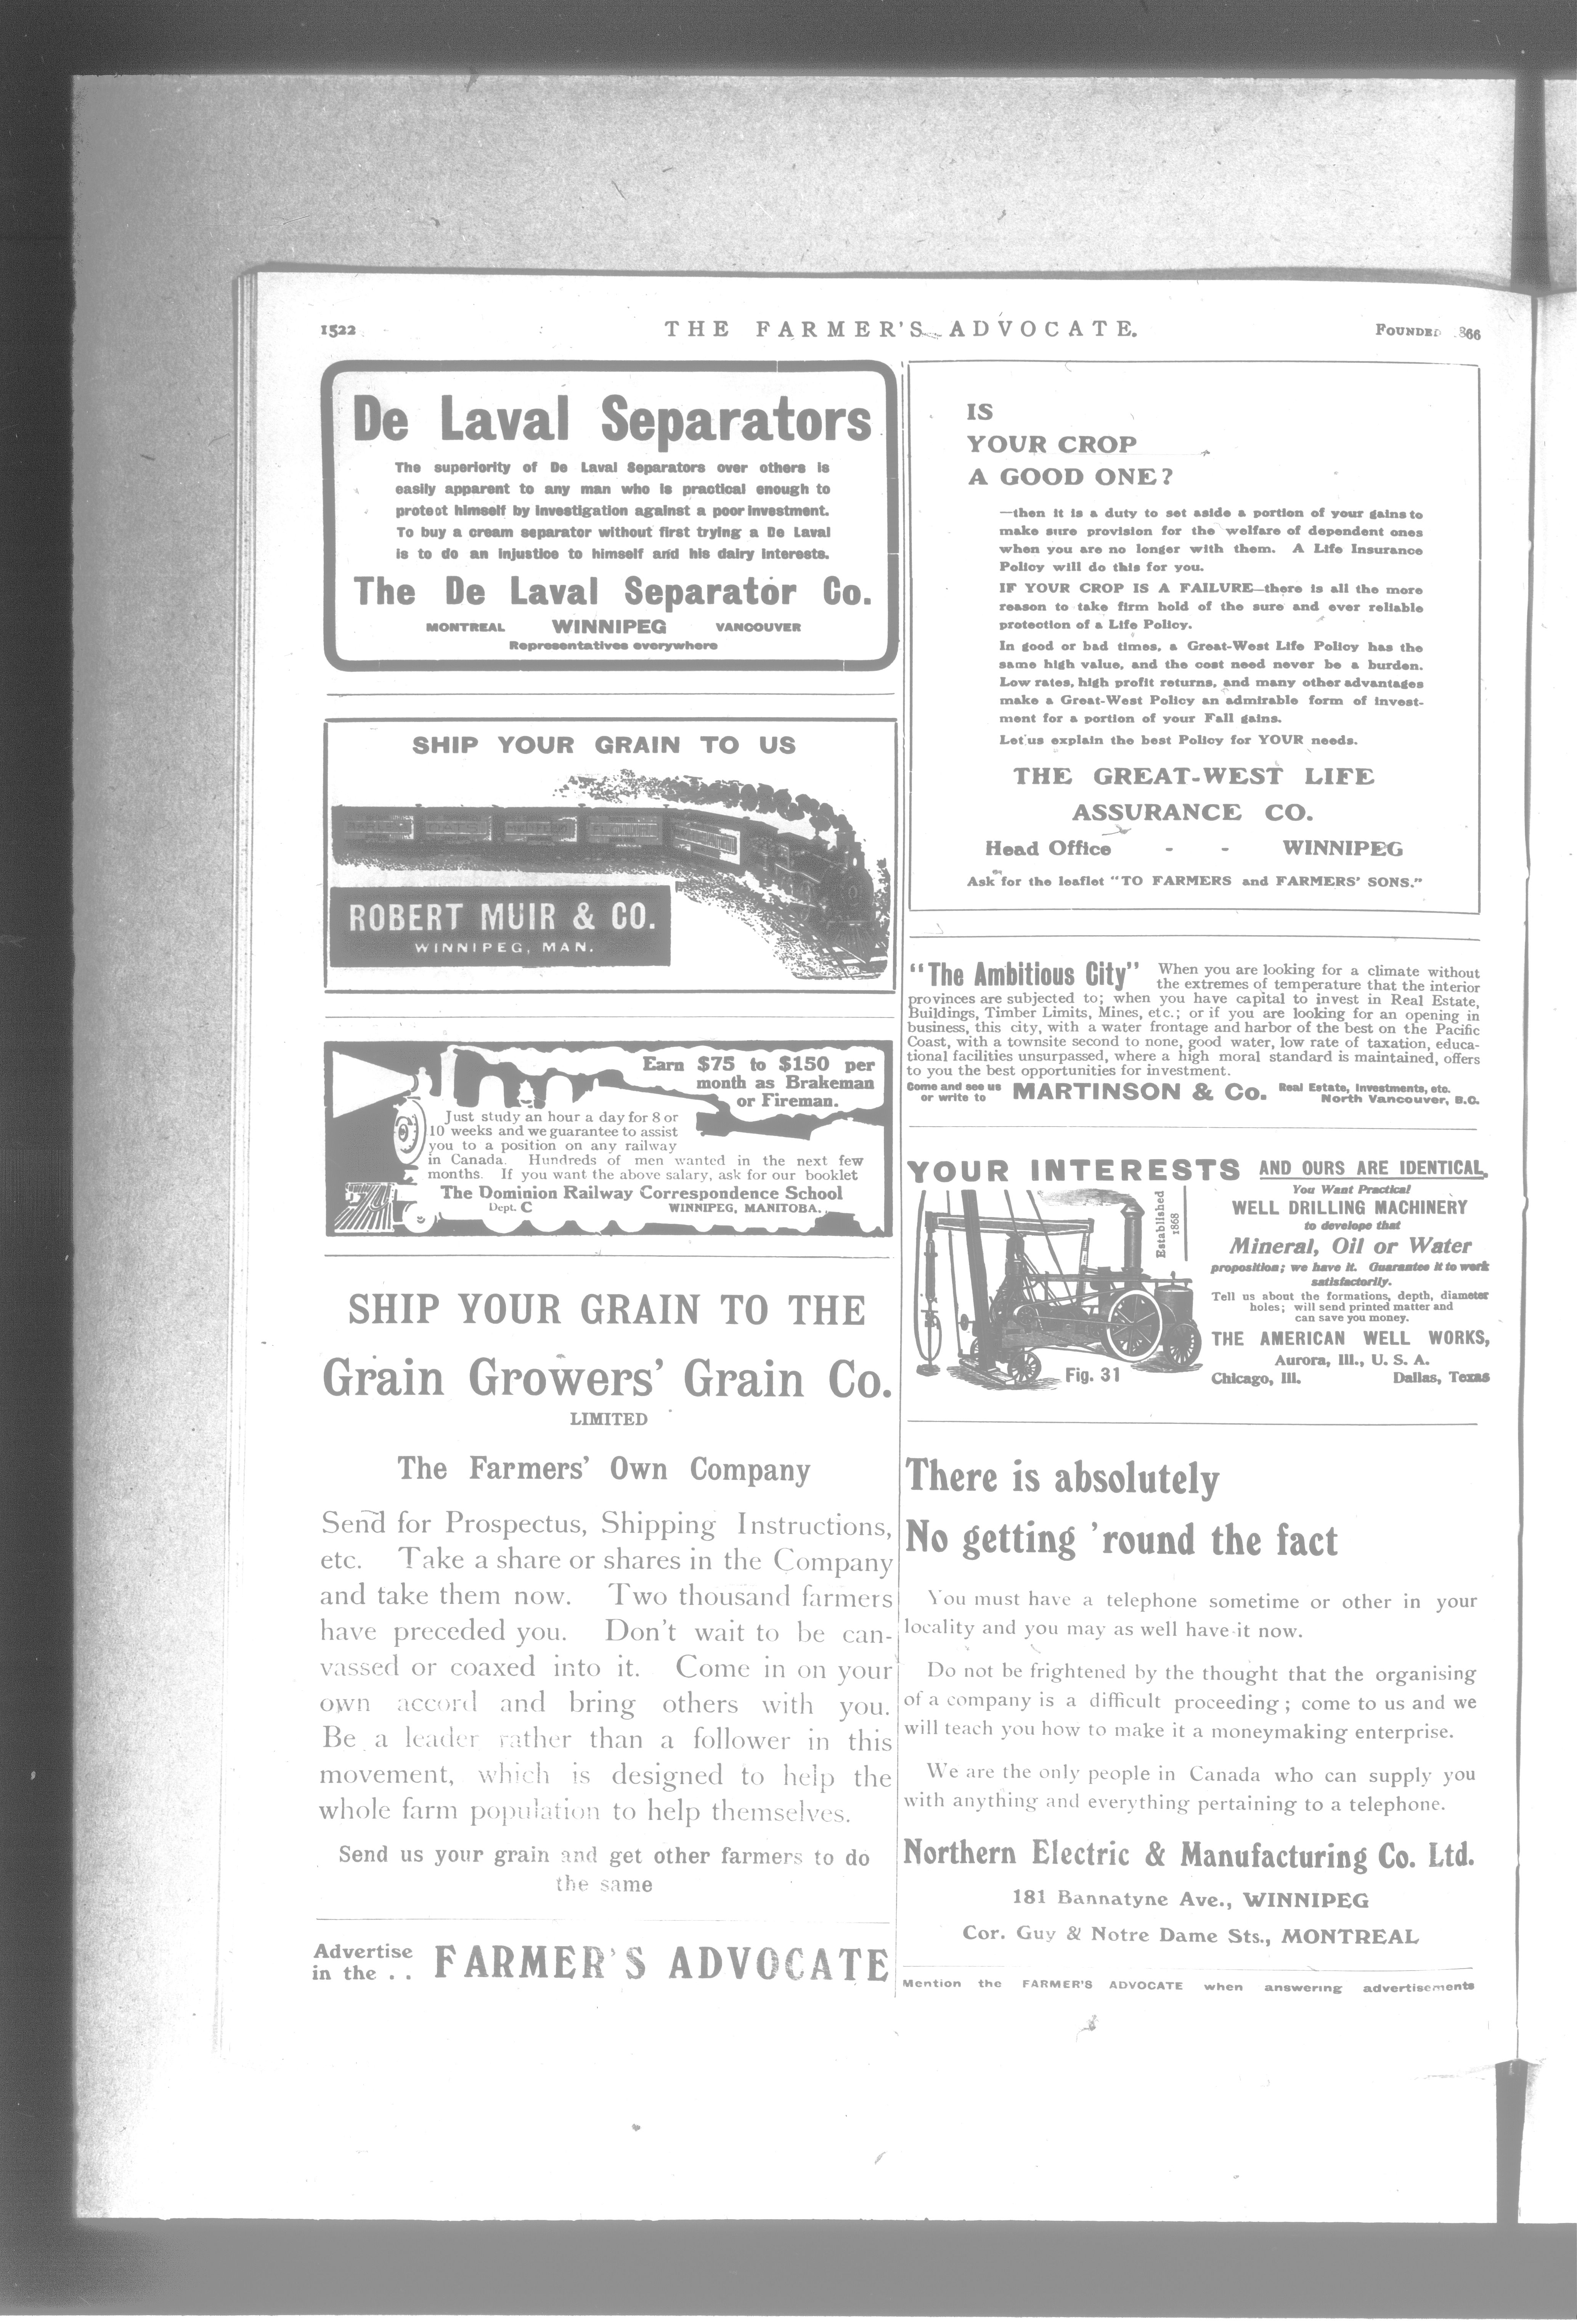 1522
THE FARMER'S ADVOCATE.
FOUNDED 1866
De Laval Separators
The superiority of De Laval Separators over others is
easily apparent to any man who is practical enough to
protect himself by investigation against a poor investment.
To buy a cream separator without first trying a De Laval
is to do an injustice to himself and his dairy interests.
The De Laval Separator Co.
MONTREAL WINNIPEG VANCOUVER
Representatives everywhere
SHIP YOUR GRAIN TO US
ROBERT MUIR & CO.
WINNIPEG, MAN.
Earn $75 to $150 per
month as Brakeman
or Fireman.
Just study an hour a day for 8 or
10 weeks and we guarantee to assist
you to a position on any railway
in Canada. Hundreds of men wanted in the next few
months. If you want the above salary, ask for our booklet
The Dominion Railway Correspondence School
Dept. C WINNIPEG, MANITOBA.
SHIP YOUR GRAIN TO THE
Grain Growers' Grain Co.
LIMITED
The Farmers' Own Company
Send for Prospectus, Shipping Instructions,
etc. Take a share or shares in the Company
and take them now. Two thousand farmers
have preceded you. Don't wait to be can-
vassed or coaxed into it. Come in on your
own accord and bring others with you.
Be a leader rather than a follower in this
movement, which is designed to help the
whole farm population to help themselves.
Send us your grain and get other farmers to do
the same
Advertise
in the . . FARMER'S ADVOCATE
IS
YOUR CROP
A GOOD ONE?
—then it is a duty to set aside a portion of your gains to
make sure provision for the welfare of dependent ones
when you are no longer with them. A Life Insurance
Policy will do this for you.
IF YOUR CROP IS A FAILURE—there is all the more
reason to take firm hold of the sure and ever reliable
protection of a Life Policy.
In good or bad times, a Great-West Life Policy has the
same high value, and the cost need never be a burden.
Low rates, high profit returns, and many other advantages
make a Great-West Policy an admirable form of invest-
ment for a portion of your Fall gains.
Let us explain the best Policy for YOUR needs.
THE GREAT-WEST LIFE
ASSURANCE CO.
Head Office - - WINNIPEG
Ask for the leaflet "TO FARMERS and FARMERS' SONS."
"The Ambitious City" When you are looking for a climate without
the extremes of temperature that the interior
provinces are subjected to; when you have capital to invest in Real Estate,
Buildings, Timber Limits, Mines, etc.; or if you are looking for an opening in
business, this city, with a water frontage and harbor of the best on the Pacific
Coast, with a townsite second to none, good water, low rate of taxation, educa-
tional facilities unsurpassed, where a high moral standard is maintained, offers
to you the best opportunities for investment.
Come and see us
or write to MARTINSON & Co. Real Estate, Investments, etc.
North Vancouver, B.C.
YOUR INTERESTS AND OURS ARE IDENTICAL.
You Want Practical
WELL DRILLING MACHINERY
to develope that
Mineral, Oil or Water
proposition; we have it. Guarantee it to work
satisfactorily.
Tell us about the formations, depth, diameter
holes; will send printed matter and
can save you money.
THE AMERICAN WELL WORKS,
Aurora, Ill., U. S. A.
Chicago, Ill. Dallas, Texas
Established
1868
Fig. 31
There is absolutely
No getting 'round the fact
You must have a telephone sometime or other in your
locality and you may as well have it now.
Do not be frightened by the thought that the organising
of a company is a difficult proceeding; come to us and we
will teach you how to make it a moneymaking enterprise.
We are the only people in Canada who can supply you
with anything and everything pertaining to a telephone.
Northern Electric & Manufacturing Co. Ltd.
181 Bannatyne Ave., WINNIPEG
Cor. Guy & Notre Dame Sts., MONTREAL
Mention the FARMER'S ADVOCATE when answering advertisements